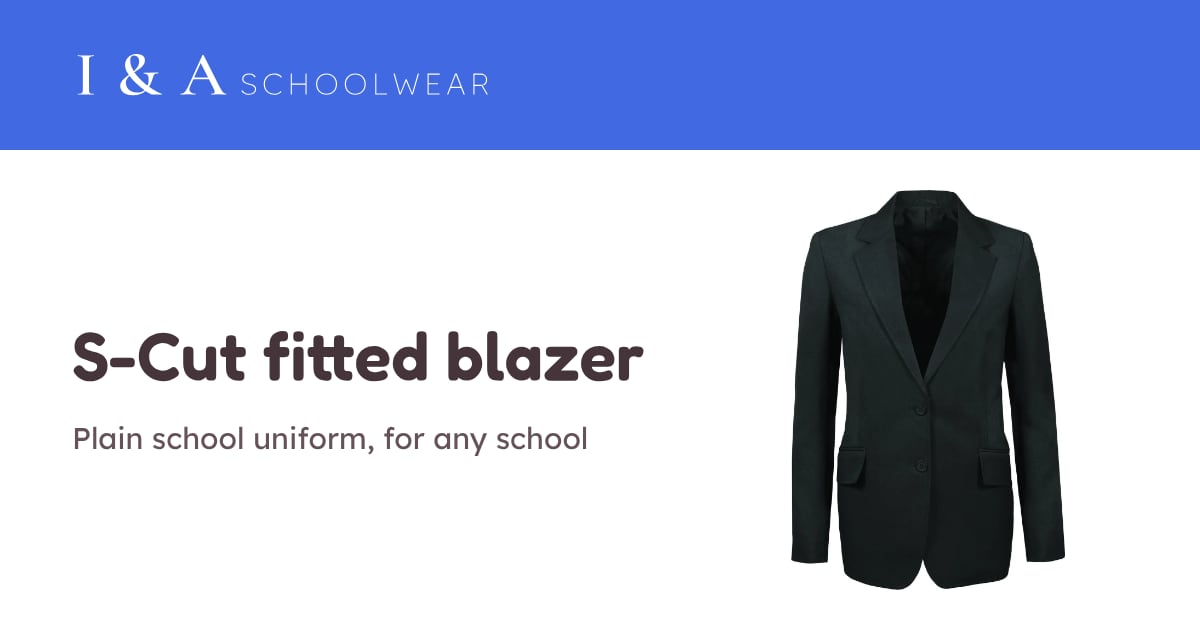 I & A SCHOOLWEAR
S-Cut fitted blazer
Plain school uniform, for any school